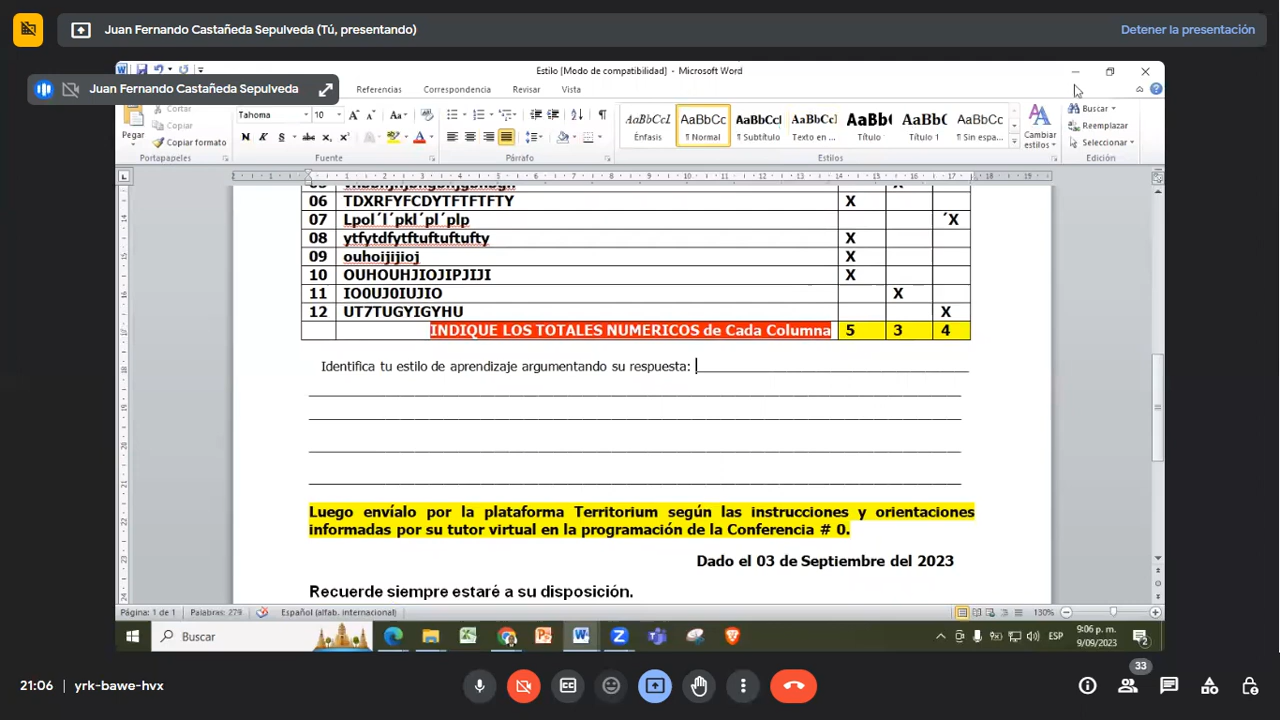 Juan Fernando Castañeda Sepulveda (Tú, presentando)
Detener la presentación
Estilo [Modo de compatibilidad] - Microsoft Word
Juan Fernando Castañeda Sepulveda
Referencias Correspondencia Revisar Vista
Pegar
Cortar
Copiar
Copiar formato
Portapapeles
Tahoma 10
N K S abc
Fuente
Párrafo
AaBbCc AaBbCc AaBbCc AaBbCc AaBb AaBb( AaBbCc
Énfasis ¶ Normal ¶ Subtítulo Texto en ... Título Título 1 ¶ Sin espa...
Estilos
Cambiar estilos
Buscar
Reemplazar
Seleccionar
Edición
06 TDXRFYFCDYTFTFTFTY X
07 Lpol´l´pkl´pl´plp ´X
08 ytfytdfytftuftuftufty X
09 ouhoijijioj X
10 OUHOUHJIOJIPJIJI X
11 IO0UJ0IUJIO X
12 UT7TUGYIGYHU X
INDIQUE LOS TOTALES NUMERICOS de Cada Columna 5 3 4
Identifica tu estilo de aprendizaje argumentando su respuesta:
Luego envíalo por la plataforma Territorium según las instrucciones y orientaciones
informadas por su tutor virtual en la programación de la Conferencia # 0.
Dado el 03 de Septiembre del 2023
Recuerde siempre estaré a su disposición.
Página: 1 de 1 Palabras: 279 Español (alfab. internacional) 130%
Buscar
ESP
9:06 p. m.
9/09/2023
2
21:06 yrk-bawe-hvx
33